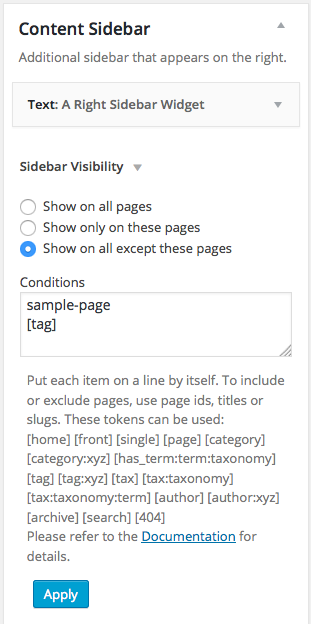 Content Sidebar
Additional sidebar that appears on the right.
Text: A Right Sidebar Widget
Sidebar Visibility
Show on all pages
Show only on these pages
Show on all except these pages
Conditions
sample-page
[tag]
Put each item on a line by itself. To include
or exclude pages, use page ids, titles or
slugs. These tokens can be used:
[home] [front] [single] [page] [category]
[category:xyz] [has_term:term:taxonomy]
[tag] [tag:xyz] [tax] [tax:taxonomy]
[tax:taxonomy:term] [author] [author:xyz]
[archive] [search] [404]
Please refer to the Documentation for
details.
Apply